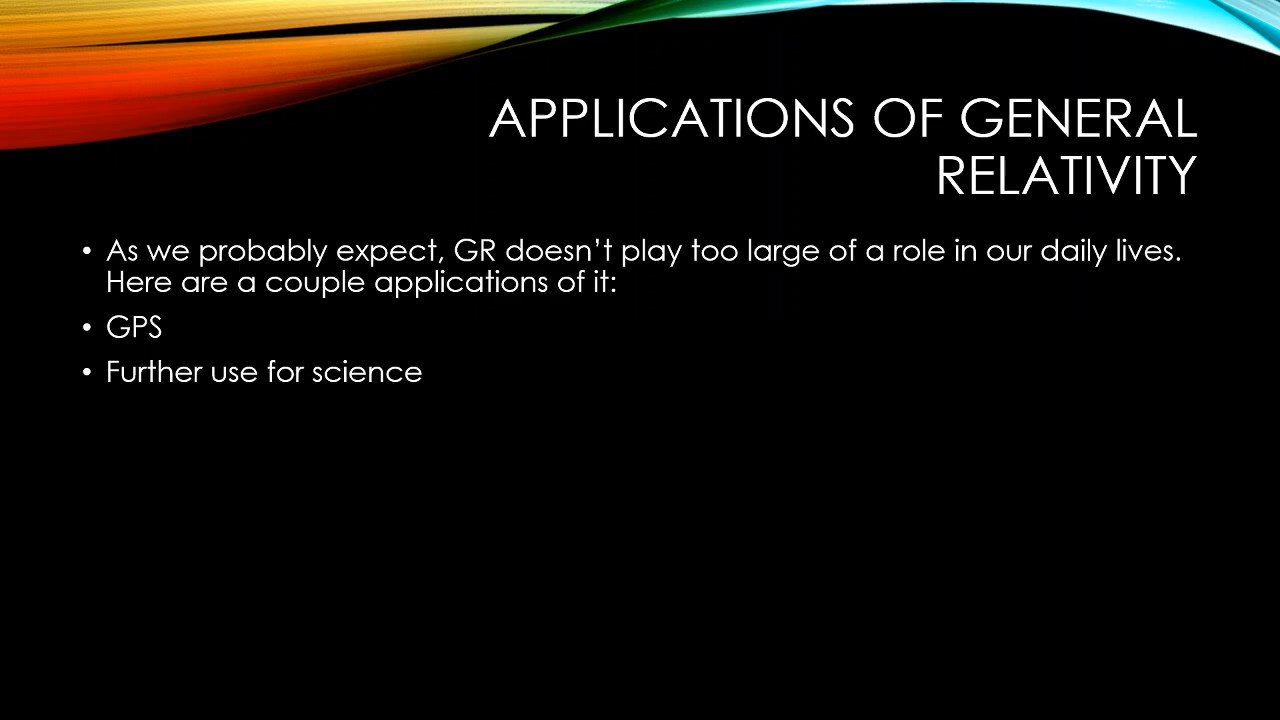 APPLICATIONS OF GENERAL
RELATIVITY
• As we probably expect, GR doesn’t play too large of a role in our daily lives.
Here are a couple applications of it:
• GPS
• Further use for science